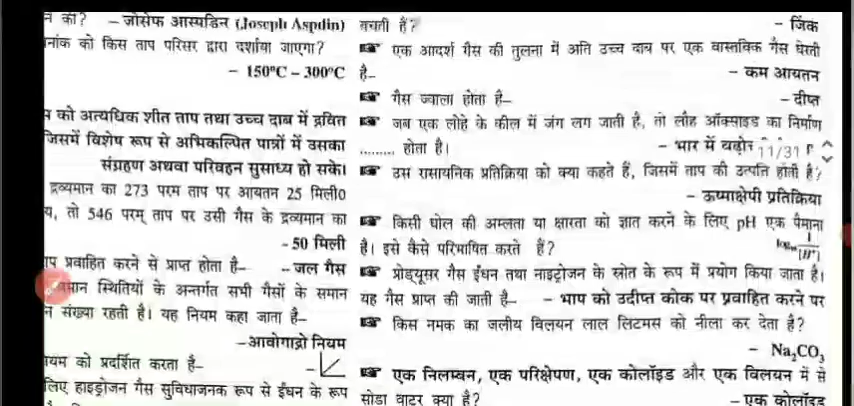 ने की? – जोसेफ आस्पडिन (Joseph Aspdin)
नांक को किस ताप परिसर द्वारा दर्शाया जाएगा?
– 150°C – 300°C
को अत्यधिक शीत ताप तथा उच्च दाब में द्रवित
जिसमें विशेष रूप से अभिकल्पित पात्रों में उसका
संग्रहण अथवा परिवहन सुसाध्य हो सके।
द्रव्यमान का 273 परम ताप पर आयतन 25 मिली0
य, तो 546 परम् ताप पर उसी गैस के द्रव्यमान का
- 50 मिली
प प्रवाहित करने से प्राप्त होता है– – जल गैस
मान स्थितियों के अन्तर्गत सभी गैसों के समान
न संख्या रहती है। यह नियम कहा जाता है–
–आवोगाद्रो नियम
यम को प्रदर्शित करता है– –
लिए हाइड्रोजन गैस सुविधाजनक रूप से ईंधन के रूप
बचती हैं? – जिंक
एक आदर्श गैस की तुलना में अति उच्च दाब पर एक वास्तविक गैस घेरती
है– – कम आयतन
गैस ज्वाला होता है– – दीप्त
जब एक लोहे के कील में जंग लग जाती है, तो लौह ऑक्साइड का निर्माण
......... होता है। – भार में
11/31
उस रासायनिक प्रतिक्रिया को क्या कहते हैं, जिसमें ताप की उत्पति होती है?
– ऊष्माक्षेपी प्रतिक्रिया
किसी घोल की अम्लता या क्षारता को ज्ञात करने के लिए pH एक पैमाना
है। इसे कैसे परिभाषित करते हैं? log₁₀ 1/[H⁺]
प्रोड्यूसर गैस ईंधन तथा नाइट्रोजन के स्रोत के रूप में प्रयोग किया जाता है।
यह गैस प्राप्त की जाती है– – भाप को उदीप्त कोक पर प्रवाहित करने पर
किस नमक का जलीय विलयन लाल लिटमस को नीला कर देता है?
– Na₂CO₃
एक निलम्बन, एक परिक्षेपण, एक कोलॉइड और एक विलयन में से
सोडा वाटर क्या है? – एक कोलॉइड